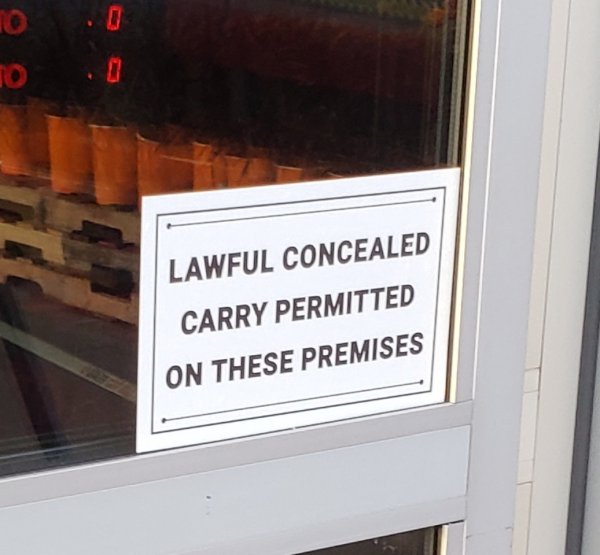 LAWFUL CONCEALED
CARRY PERMITTED
ON THESE PREMISES